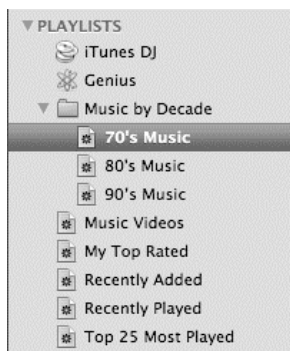 PLAYLISTS
iTunes DJ
Genius
Music by Decade
70's Music
80's Music
90's Music
Music Videos
My Top Rated
Recently Added
Recently Played
Top 25 Most Played